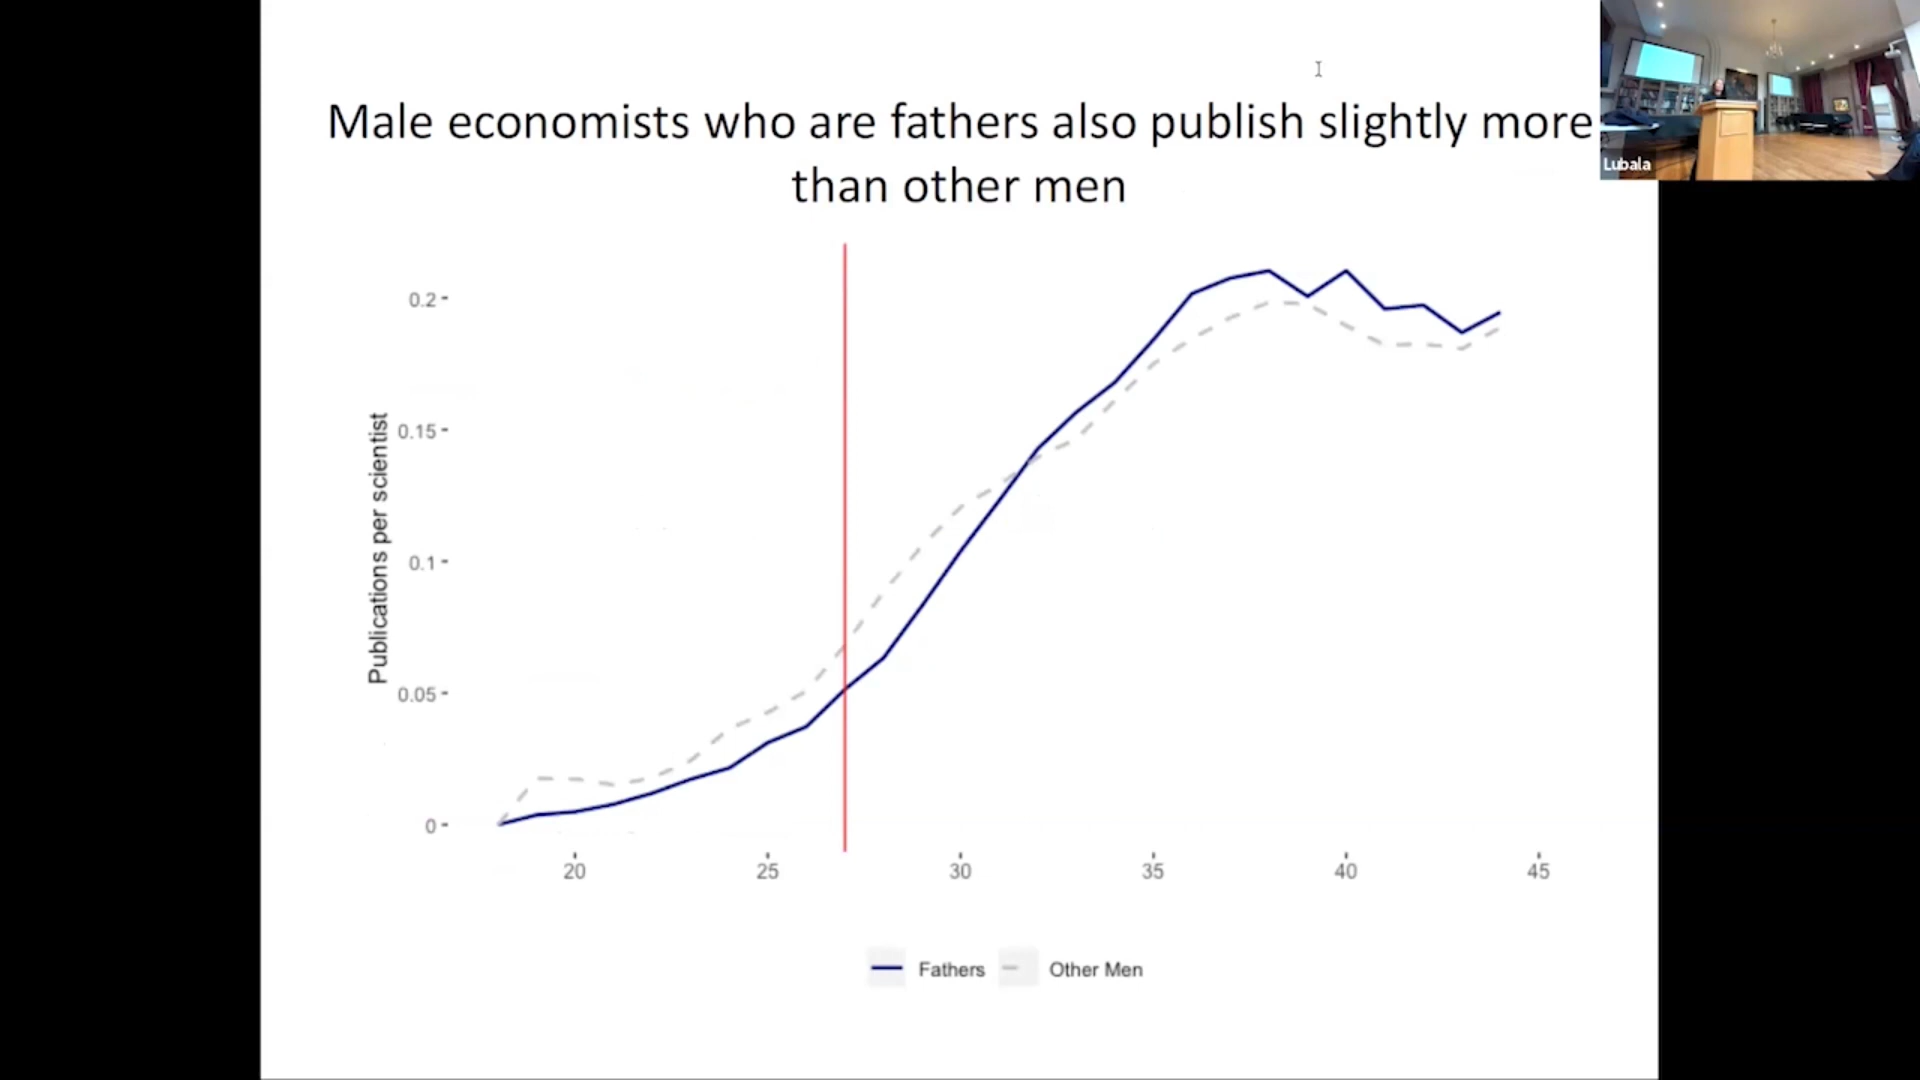 Male economists who are fathers also publish slightly more
than other men
Lubala
Publications per scientist
0.2
0.15
0.1
0.05
0
20 25 30 35 40 45
Fathers Other Men